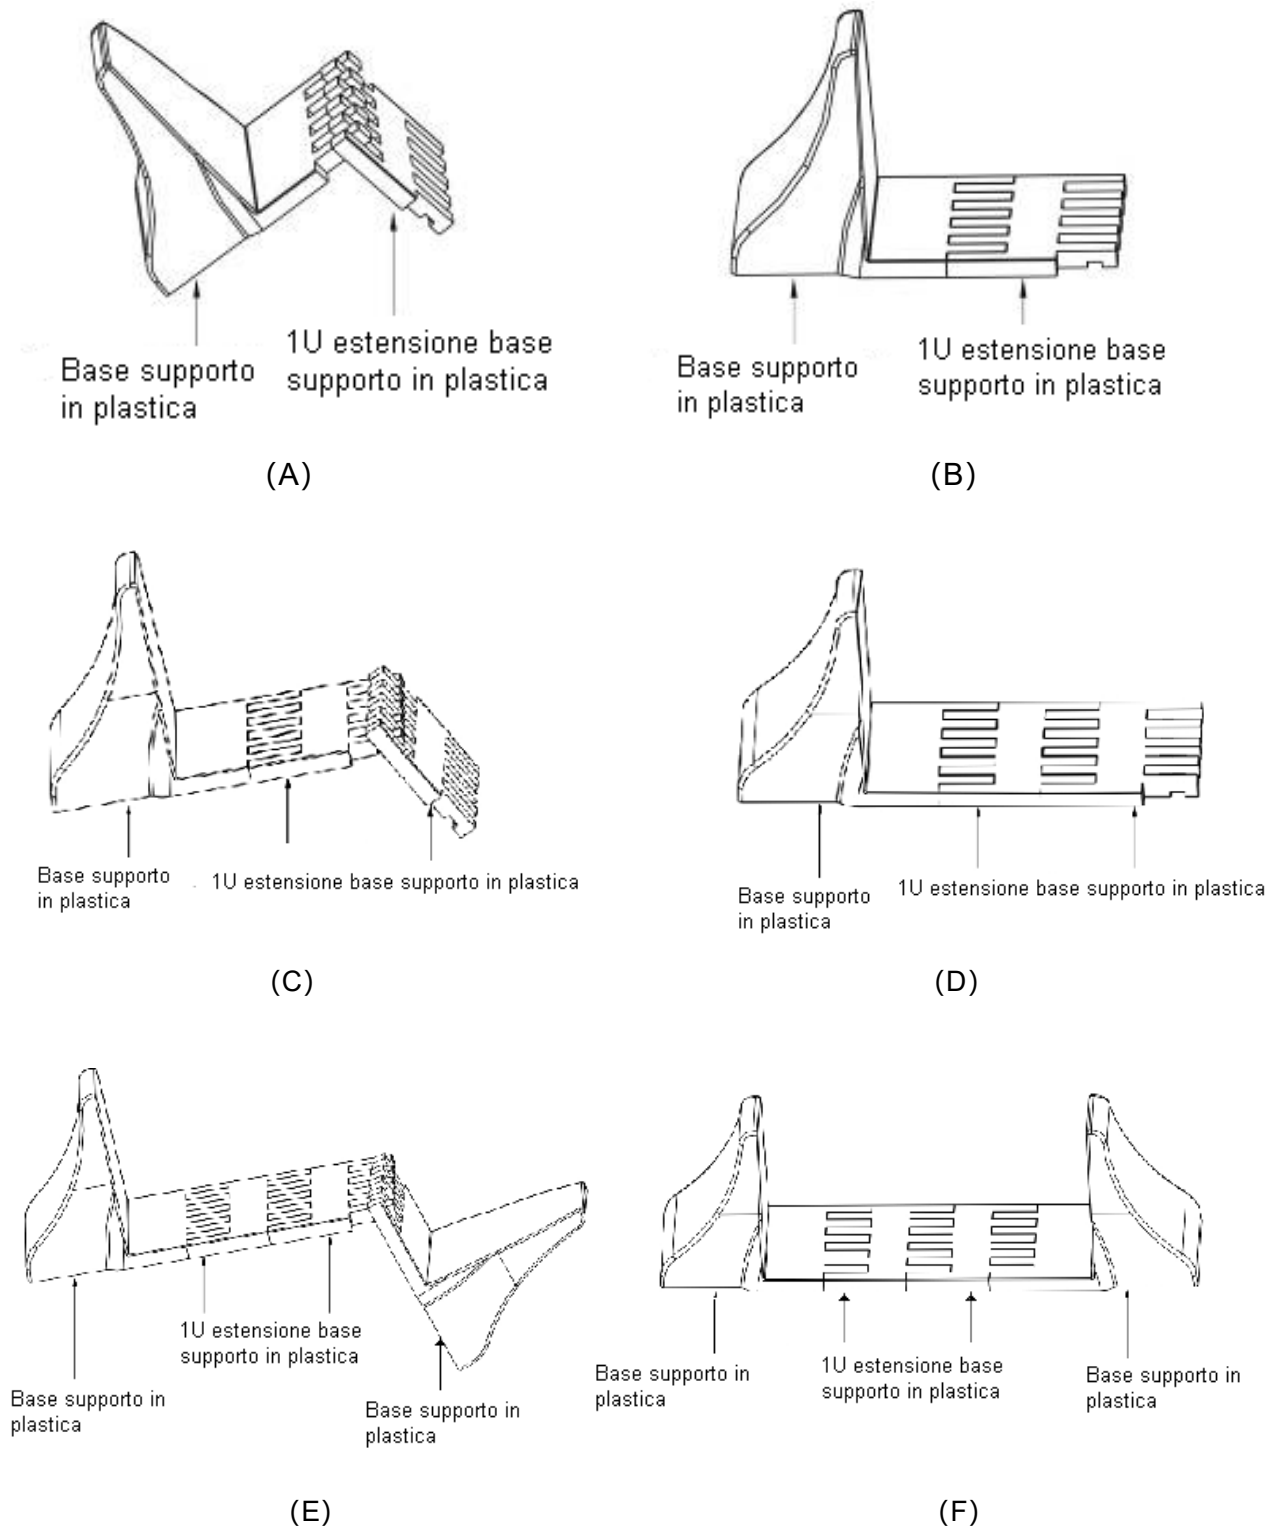 Base supporto
in plastica
1U estensione base
supporto in plastica
(A)
Base supporto
in plastica
1U estensione base
supporto in plastica
(B)
Base supporto
in plastica
1U estensione base supporto in plastica
(C)
Base supporto
in plastica
1U estensione base supporto in plastica
(D)
Base supporto in
plastica
1U estensione base
supporto in plastica
Base supporto in
plastica
(E)
Base supporto in
plastica
1U estensione base
supporto in plastica
Base supporto in
plastica
(F)